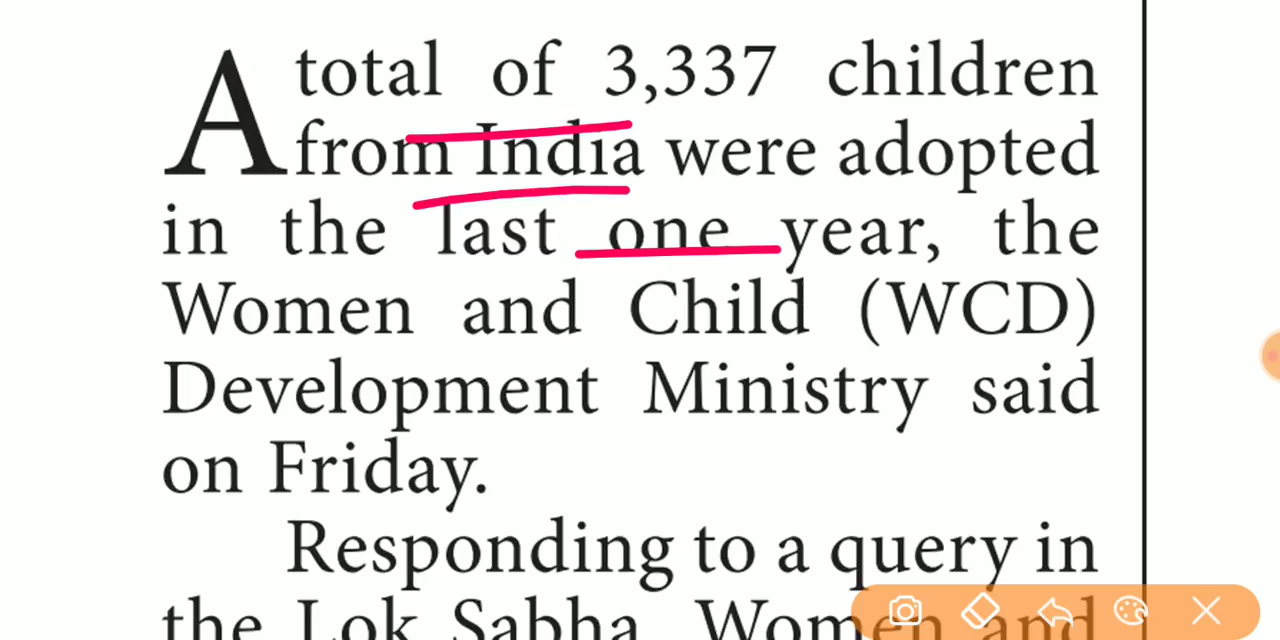 A total of 3,337 children
from India were adopted
in the last one year, the
Women and Child (WCD)
Development Ministry said
on Friday.
Responding to a query in
the Lok Sabha, Women and